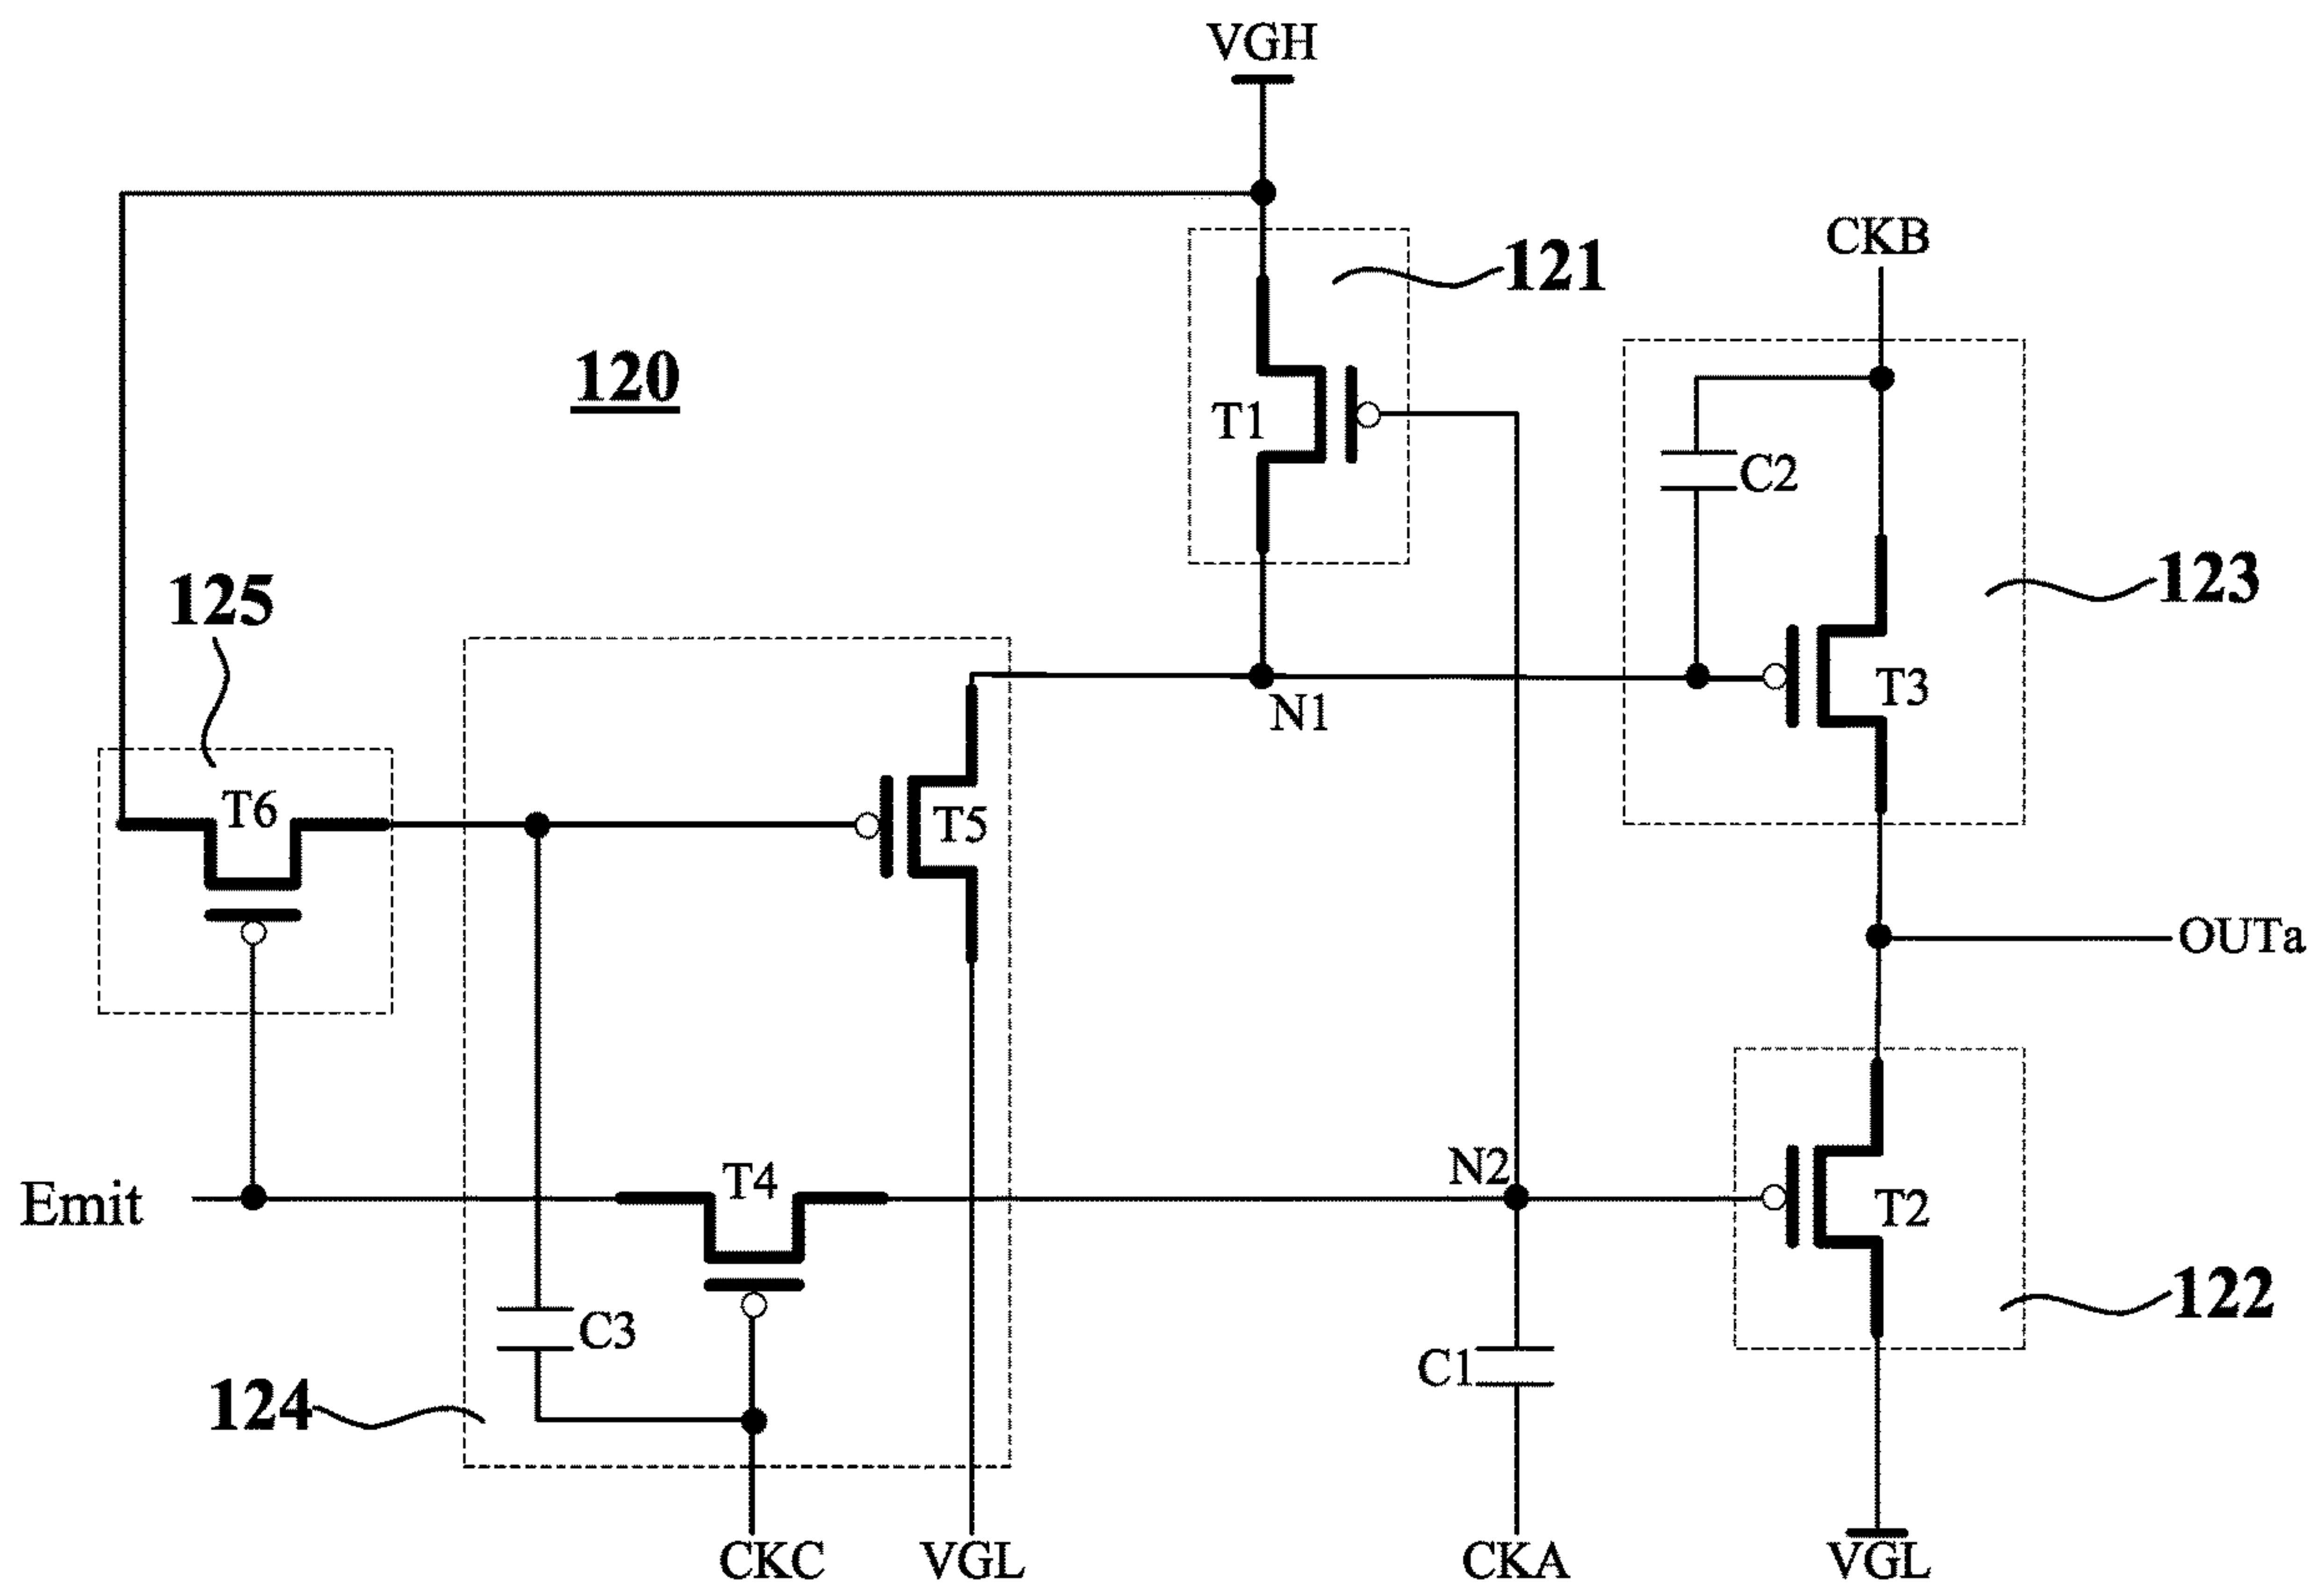 VGH
CKB
121
120
T1
C2
123
125
T3
N1
T6
T5
OUTa
N2
T4
Emit
T2
122
C3
C1
124
CKC
VGL
CKA
VGL